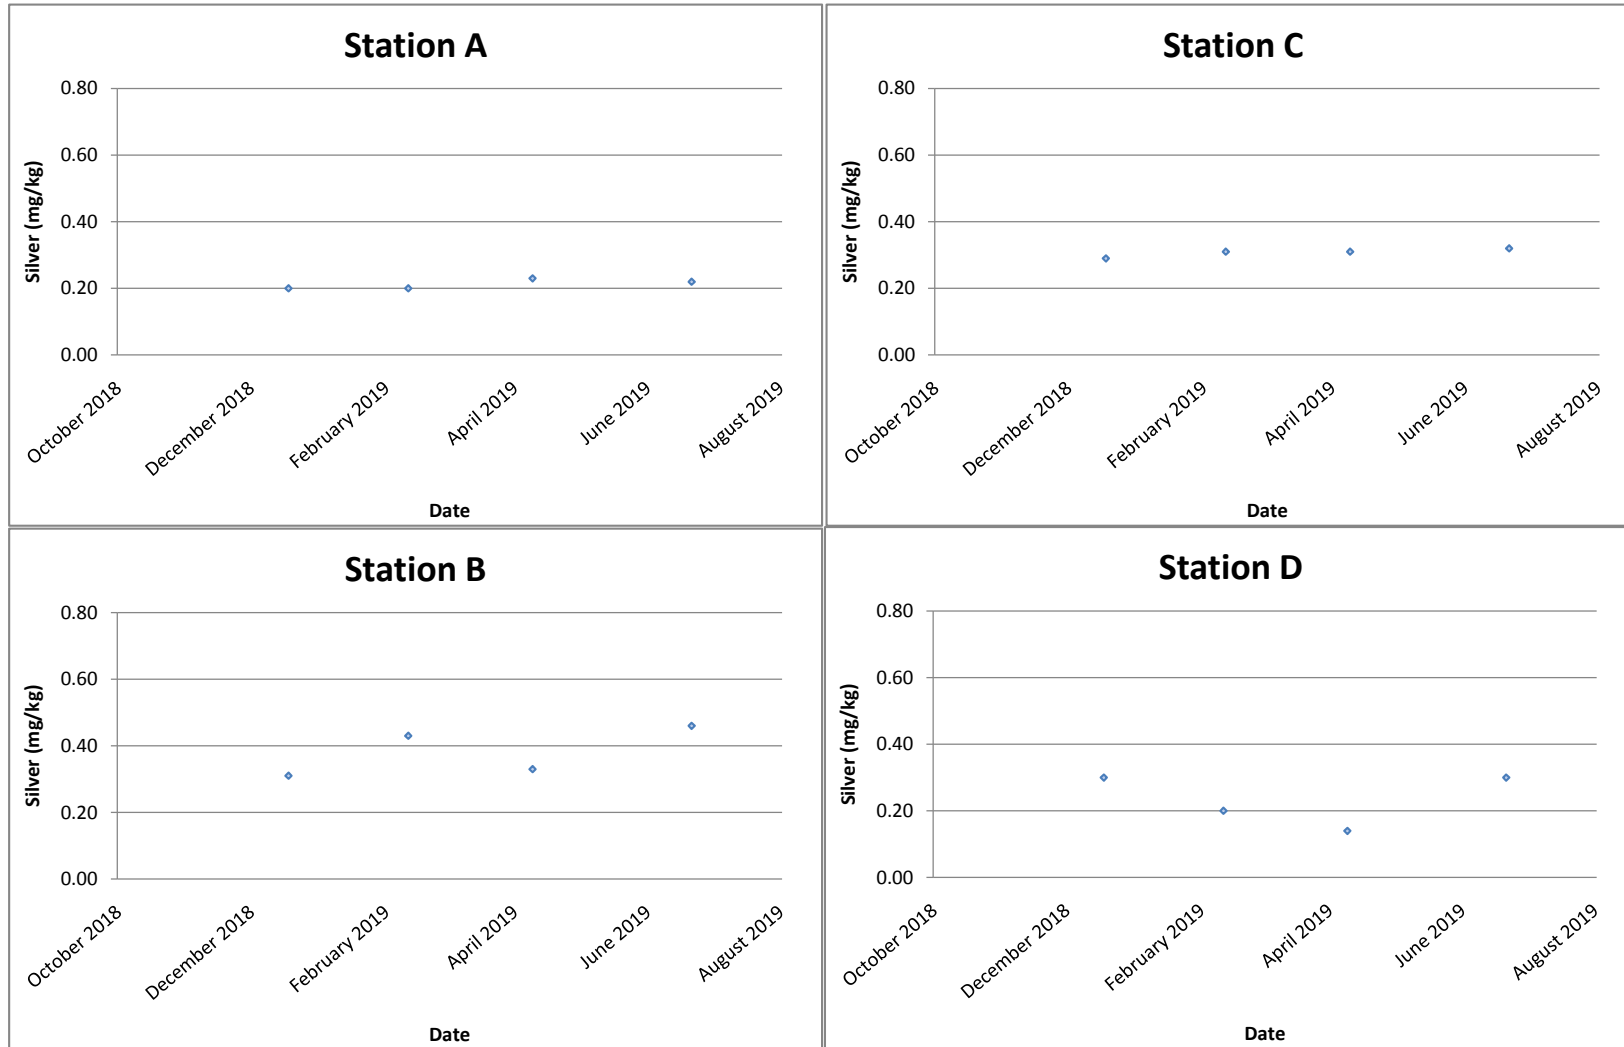 Station A
0.80
0.60
0.40
0.20
0.00
Silver (mg/kg)
October 2018
December 2018
February 2019
April 2019
June 2019
August 2019
Date
Station C
0.80
0.60
0.40
0.20
0.00
Silver (mg/kg)
October 2018
December 2018
February 2019
April 2019
June 2019
August 2019
Date
Station B
0.80
0.60
0.40
0.20
0.00
Silver (mg/kg)
October 2018
December 2018
February 2019
April 2019
June 2019
August 2019
Date
Station D
0.80
0.60
0.40
0.20
0.00
Silver (mg/kg)
October 2018
December 2018
February 2019
April 2019
June 2019
August 2019
Date